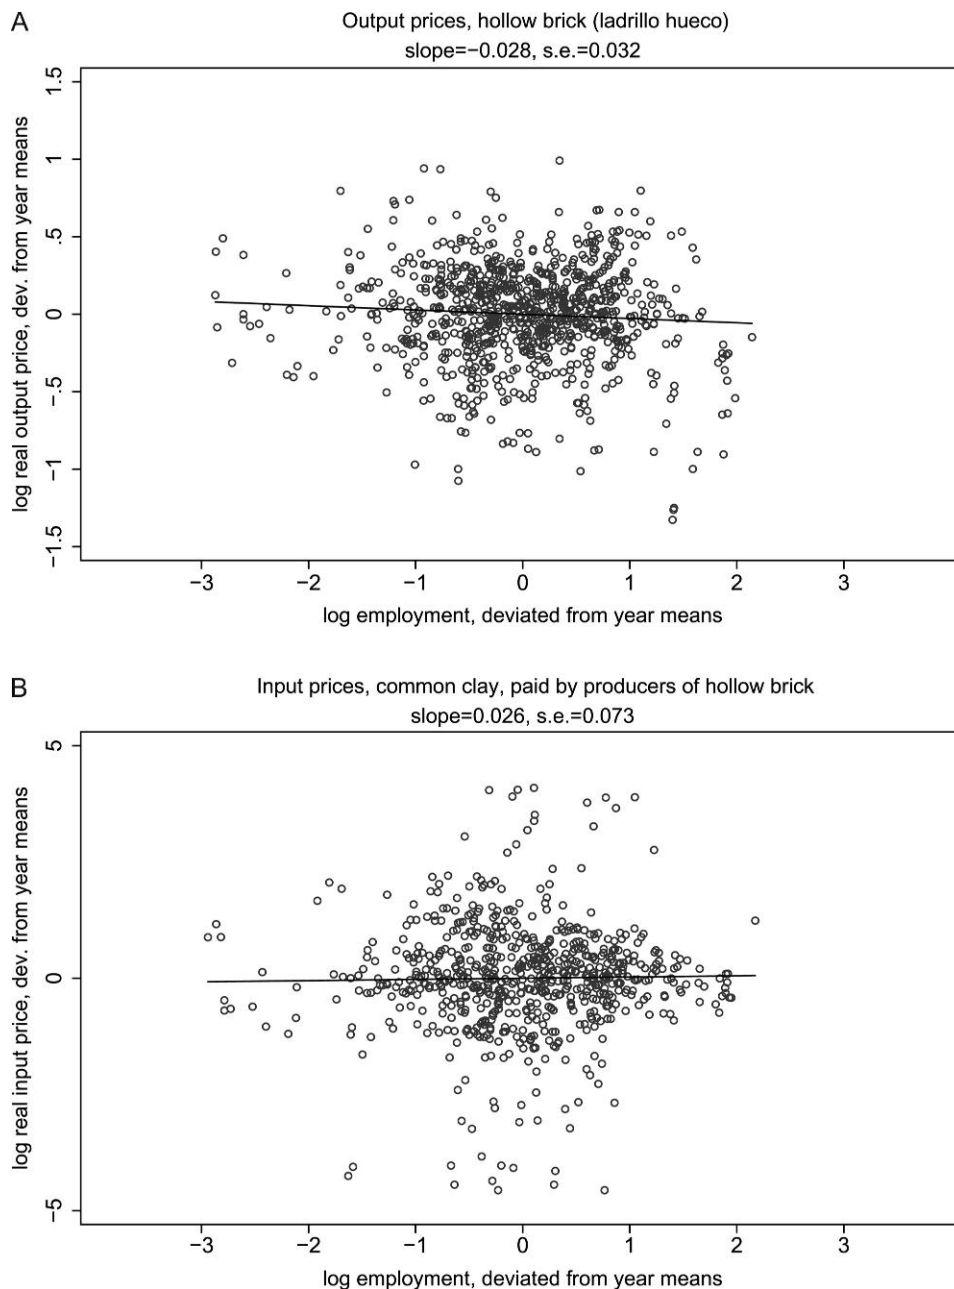 A
Output prices, hollow brick (ladrillo hueco)
slope=−0.028, s.e.=0.032
log real output price, dev. from year means
1.5
1
.5
0
−.5
−1
−1.5
−3 −2 −1 0 1 2 3
log employment, deviated from year means
B
Input prices, common clay, paid by producers of hollow brick
slope=0.026, s.e.=0.073
log real input price, dev. from year means
5
0
−5
−3 −2 −1 0 1 2 3
log employment, deviated from year means